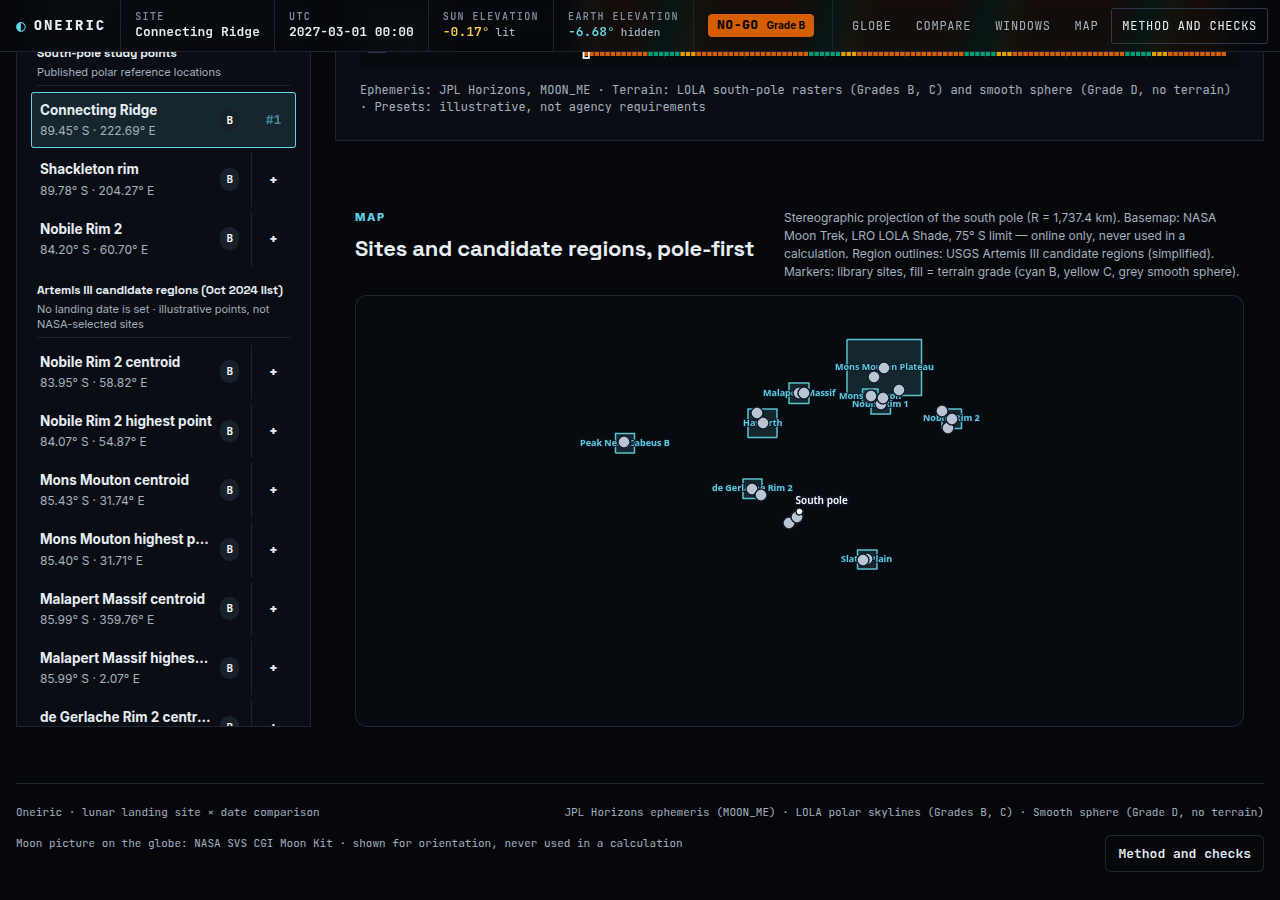 ONEIRIC
SITE
Connecting Ridge
UTC
2027-03-01 00:00
SUN ELEVATION
-0.17° lit
EARTH ELEVATION
-6.68° hidden
NO-GO Grade B
GLOBE
COMPARE
WINDOWS
MAP
METHOD AND CHECKS
South-pole study points
Published polar reference locations
Connecting Ridge
89.45° S · 222.69° E
B
#1
Shackleton rim
89.78° S · 204.27° E
B
+
Nobile Rim 2
84.20° S · 60.70° E
B
+
Artemis III candidate regions (Oct 2024 list)
No landing date is set · illustrative points, not
NASA-selected sites
Nobile Rim 2 centroid
83.95° S · 58.82° E
B
+
Nobile Rim 2 highest point
84.07° S · 54.87° E
B
+
Mons Mouton centroid
85.43° S · 31.74° E
B
+
Mons Mouton highest p...
85.40° S · 31.71° E
B
+
Malapert Massif centroid
85.99° S · 359.76° E
B
+
Malapert Massif highes...
85.99° S · 2.07° E
B
+
de Gerlache Rim 2 centr...
Ephemeris: JPL Horizons, MOON_ME · Terrain: LOLA south-pole rasters (Grades B, C) and smooth sphere (Grade D, no terrain)
· Presets: illustrative, not agency requirements
MAP
Sites and candidate regions, pole-first
Stereographic projection of the south pole (R = 1,737.4 km). Basemap: NASA
Moon Trek, LRO LOLA Shade, 75° S limit — online only, never used in a
calculation. Region outlines: USGS Artemis III candidate regions (simplified).
Markers: library sites, fill = terrain grade (cyan B, yellow C, grey smooth sphere).
Plateau
Massif
Mons
Peak
South pole
Oneiric · lunar landing site × date comparison
JPL Horizons ephemeris (MOON_ME) · LOLA polar skylines (Grades B, C) · Smooth sphere (Grade D, no terrain)
Moon picture on the globe: NASA SVS CGI Moon Kit · shown for orientation, never used in a calculation
Method and checks